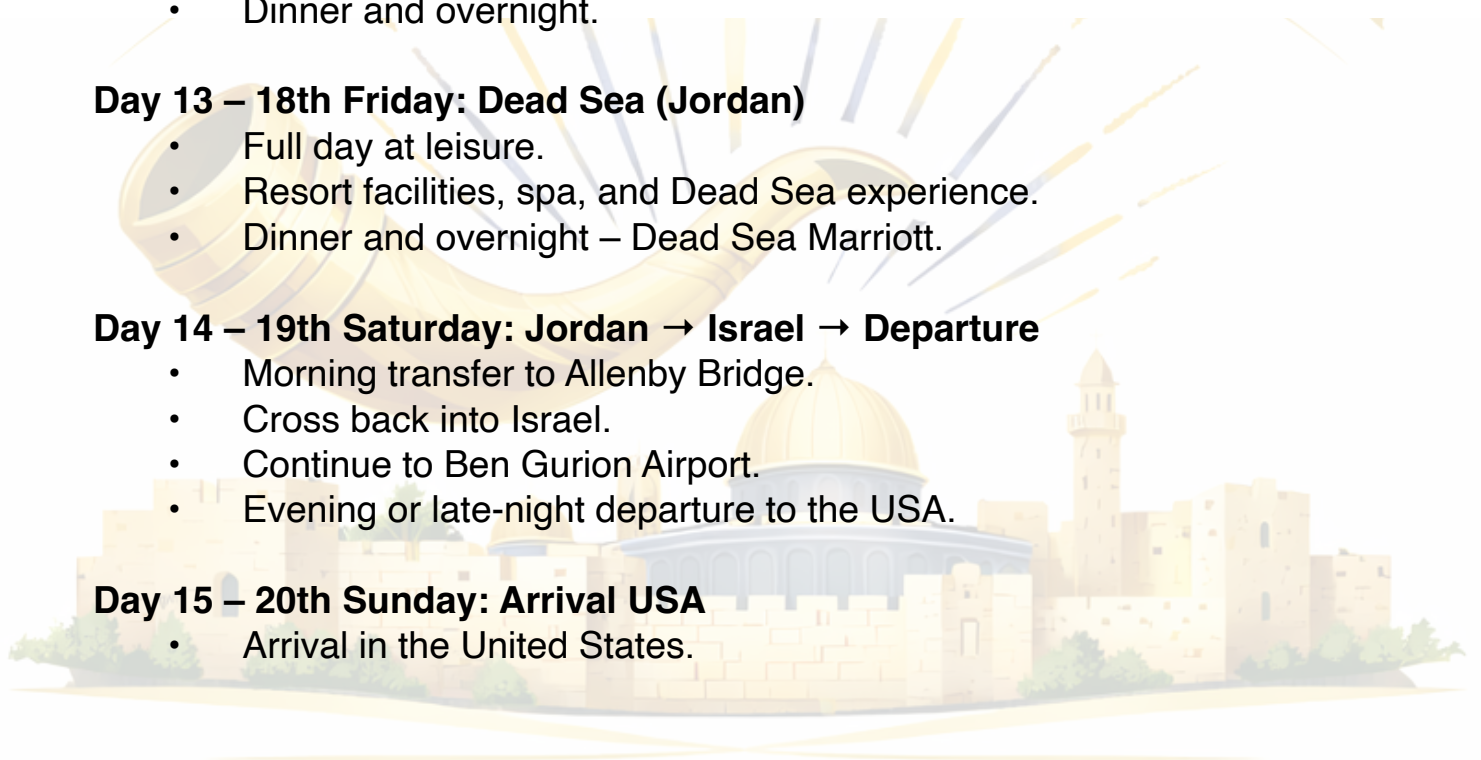 • Dinner and overnight.
Day 13 – 18th Friday: Dead Sea (Jordan)
• Full day at leisure.
• Resort facilities, spa, and Dead Sea experience.
• Dinner and overnight – Dead Sea Marriott.
Day 14 – 19th Saturday: Jordan → Israel → Departure
• Morning transfer to Allenby Bridge.
• Cross back into Israel.
• Continue to Ben Gurion Airport.
• Evening or late-night departure to the USA.
Day 15 – 20th Sunday: Arrival USA
• Arrival in the United States.